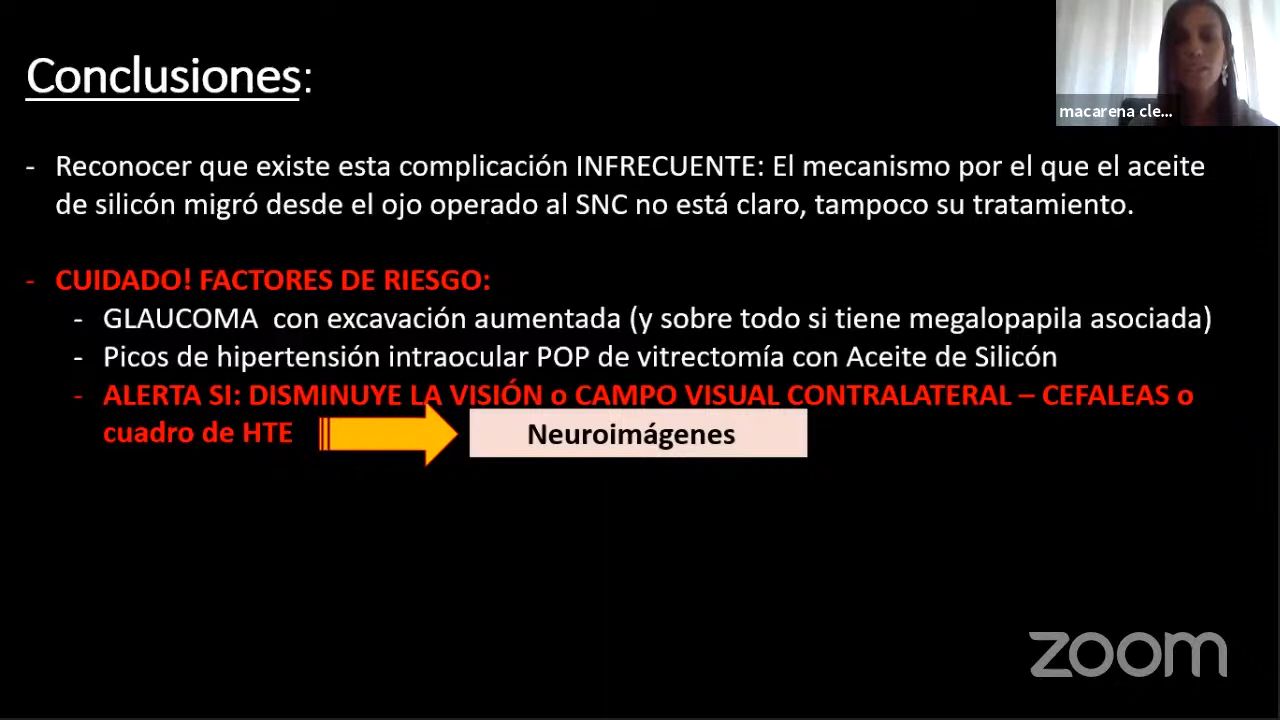 Conclusiones:
macarena cle...
- Reconocer que existe esta complicación INFRECUENTE: El mecanismo por el que el aceite
de silicón migró desde el ojo operado al SNC no está claro, tampoco su tratamiento.
- CUIDADO! FACTORES DE RIESGO:
- GLAUCOMA con excavación aumentada (y sobre todo si tiene megalopapila asociada)
- Picos de hipertensión intraocular POP de vitrectomía con Aceite de Silicón
- ALERTA SI: DISMINUYE LA VISIÓN o CAMPO VISUAL CONTRALATERAL – CEFALEAS o
cuadro de HTE
Neuroimágenes
zoom